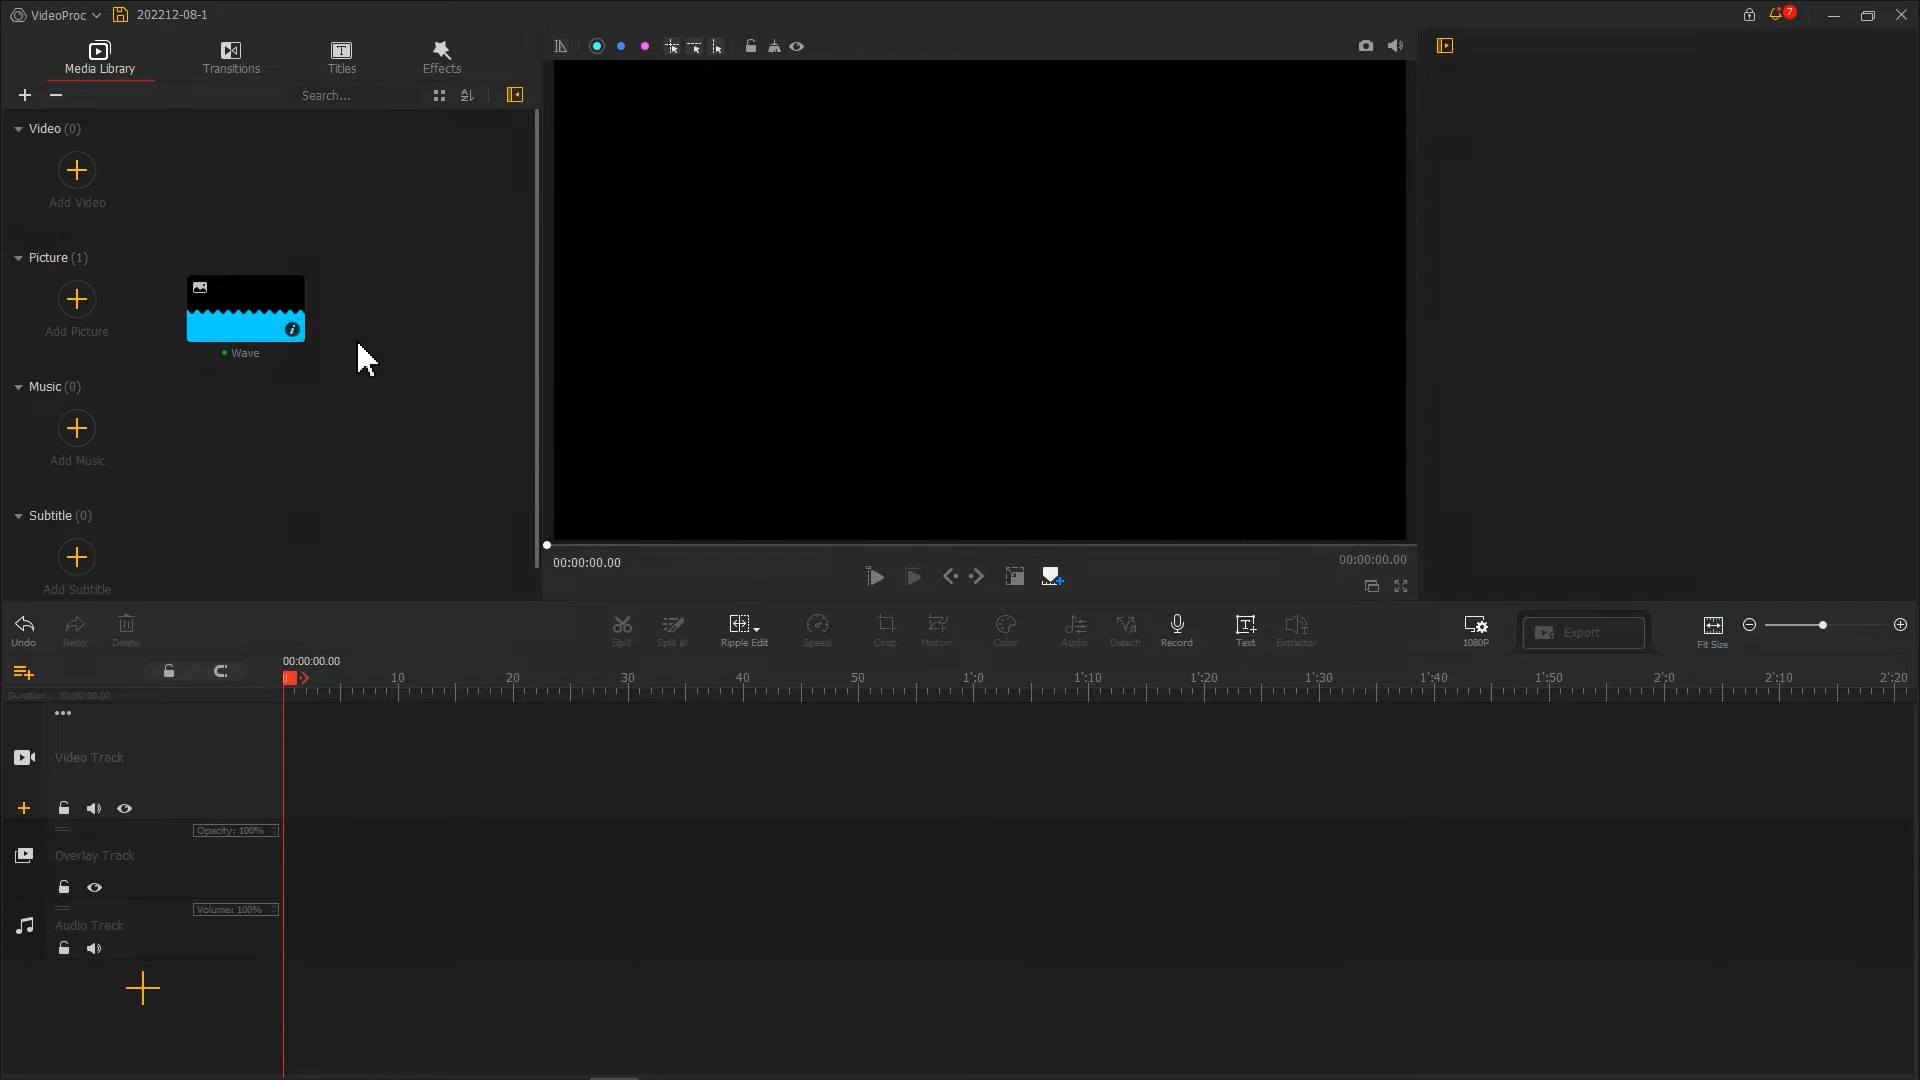 VideoProc 202212-08-1 7
Media Library Transitions Titles Effects
Search...
Video (0)
Add Video
Picture (1)
Add Picture
Wave
Music (0)
Add Music
Subtitle (0)
Add Subtitle
00:00:00.00 00:00:00.00
Undo Redo Delete Split Split all Ripple Edit Speed Crop Motion Color Audio Detach Record Text Extractor 1080P Export Fit Size
00:00:00.00
10 20 30 40 50 1':0 1':10 1':20 1':30 1':40 1':50 2':0 2':10 2':20
Duration: 00:00:00.00
Video Track
Opacity: 100%
Overlay Track
Volume: 100%
Audio Track